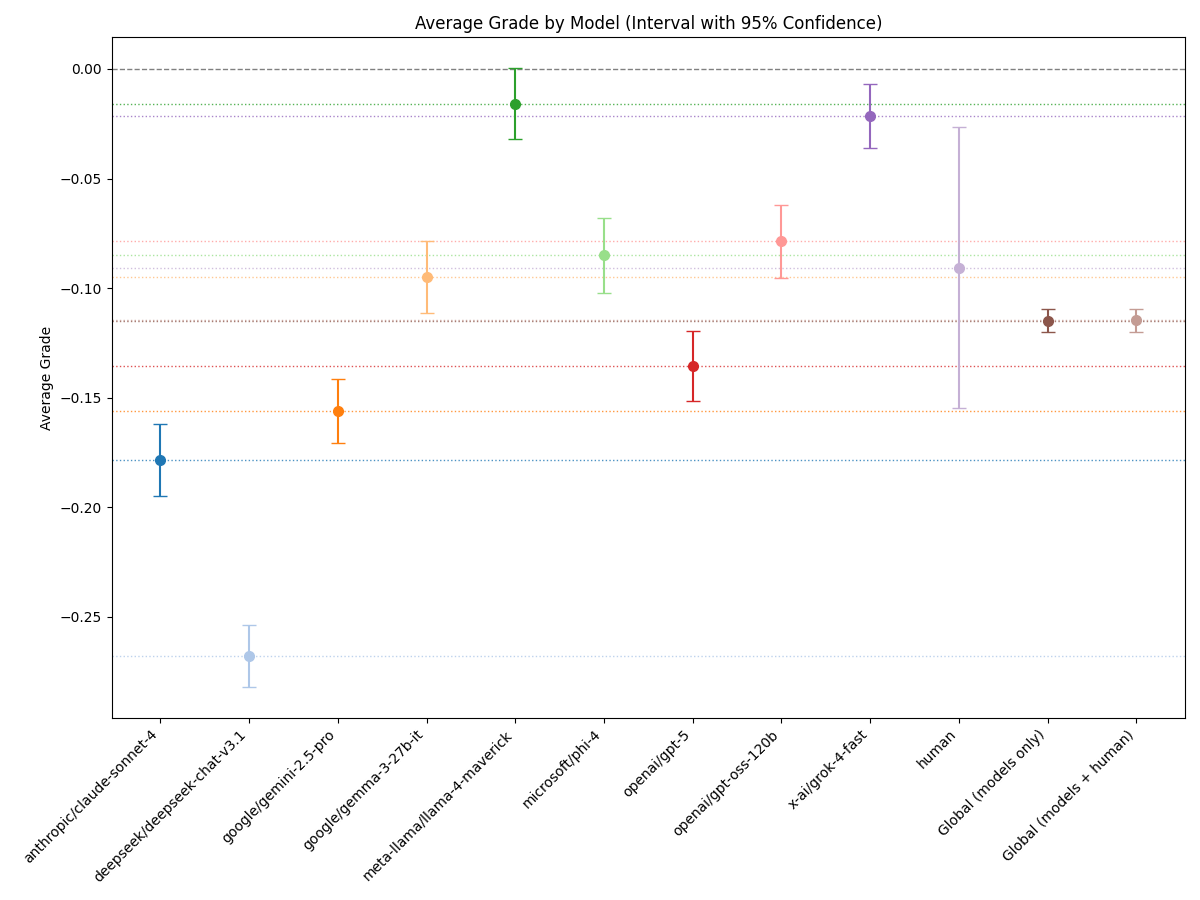 Average Grade by Model (Interval with 95% Confidence)
Average Grade
0.00
−0.05
−0.10
−0.15
−0.20
−0.25
anthropic/claude-sonnet-4
deepseek/deepseek-chat-v3.1
google/gemini-2.5-pro
google/gemma-3-27b-it
meta-llama/llama-4-maverick
microsoft/phi-4
openai/gpt-5
openai/gpt-oss-120b
x-ai/grok-4-fast
human
Global (models only)
Global (models + human)